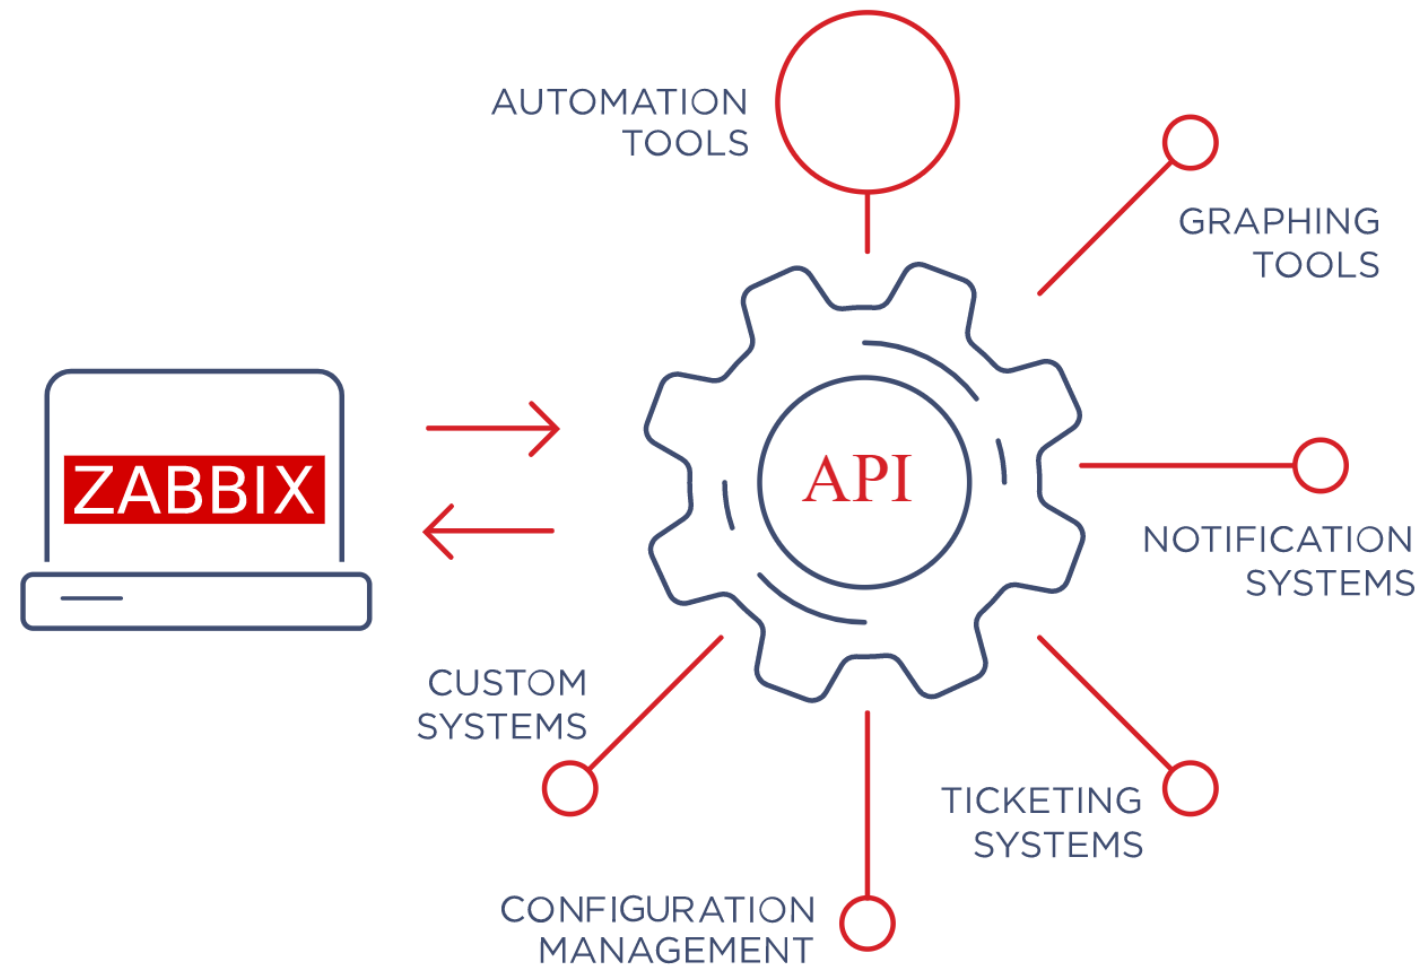 AUTOMATION
TOOLS
GRAPHING
TOOLS
ZABBIX
API
NOTIFICATION
SYSTEMS
CUSTOM
SYSTEMS
TICKETING
SYSTEMS
CONFIGURATION
MANAGEMENT